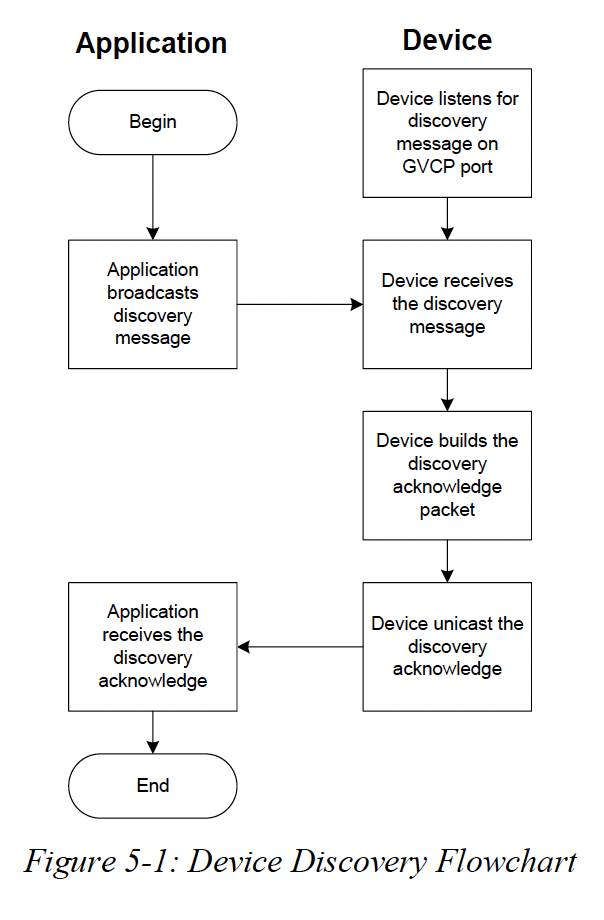 Application
Device
Begin
Device listens for
discovery
message on
GVCP port
Application
broadcasts
discovery
message
Device receives
the discovery
message
Device builds the
discovery
acknowledge
packet
Device unicast the
discovery
acknowledge
Application
receives the
discovery
acknowledge
End
Figure 5-1: Device Discovery Flowchart